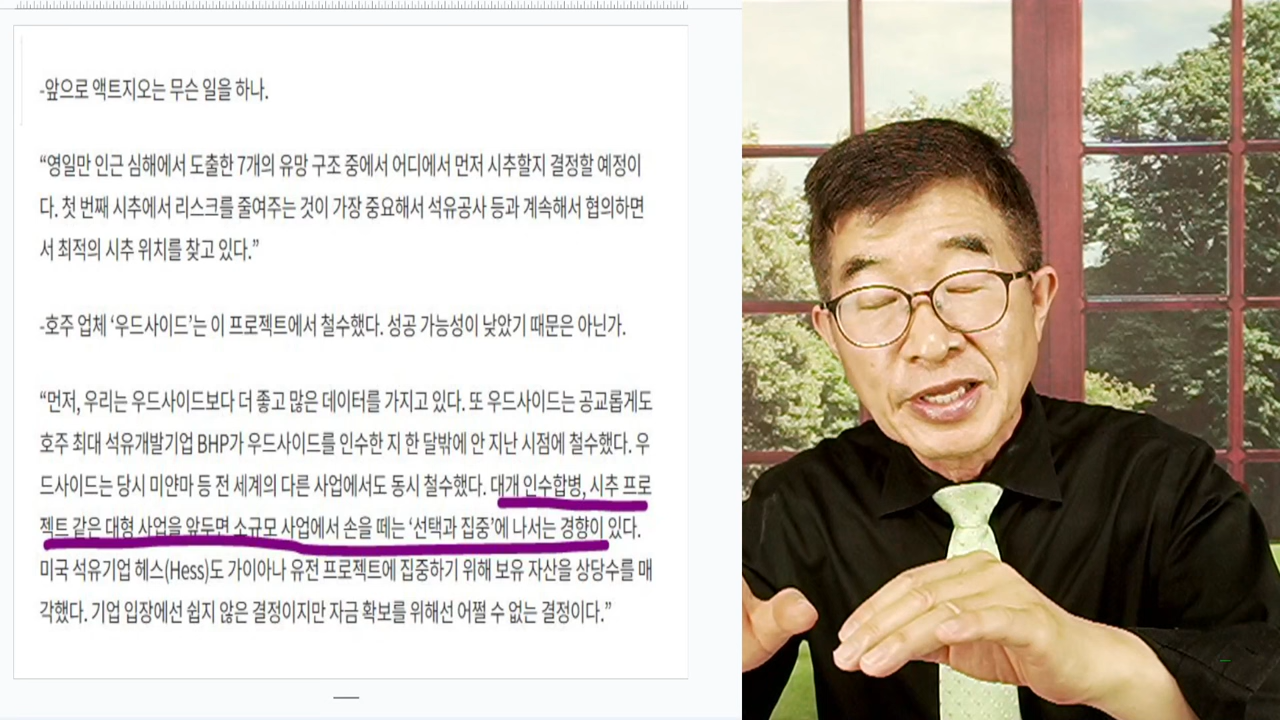 -앞으로 액트지오는 무슨 일을 하나.
“영일만 인근 심해에서 도출한 7개의 유망 구조 중에서 어디에서 먼저 시추할지 결정할 예정이
다. 첫 번째 시추에서 리스크를 줄여주는 것이 가장 중요해서 석유공사 등과 계속해서 협의하면
서 최적의 시추 위치를 찾고 있다.”
-호주 업체 ‘우드사이드’는 이 프로젝트에서 철수했다. 성공 가능성이 낮았기 때문은 아닌가.
“먼저, 우리는 우드사이드보다 더 좋고 많은 데이터를 가지고 있다. 또 우드사이드는 공교롭게도
호주 최대 석유개발기업 BHP가 우드사이드를 인수한 지 한 달밖에 안 지난 시점에 철수했다. 우
드사이드는 당시 미얀마 등 전 세계의 다른 사업에서도 동시 철수했다. 대개 인수합병, 시추 프로
젝트 같은 대형 사업을 앞두면 소규모 사업에서 손을 떼는 ‘선택과 집중’에 나서는 경향이 있다.
미국 석유기업 헤스(Hess)도 가이아나 유전 프로젝트에 집중하기 위해 보유 자산을 상당수를 매
각했다. 기업 입장에선 쉽지 않은 결정이지만 자금 확보를 위해선 어쩔 수 없는 결정이다.”